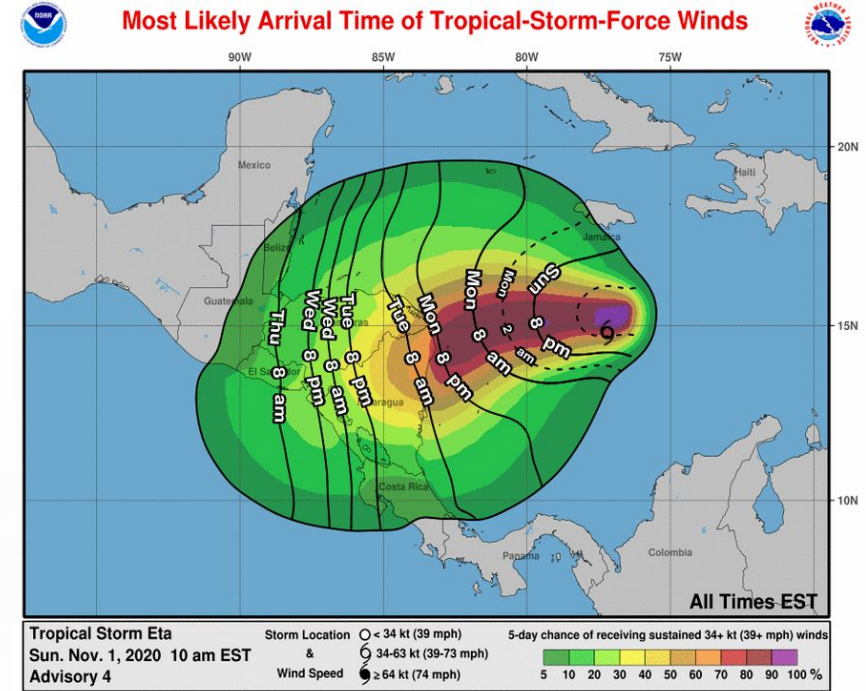 NOAA
Most Likely Arrival Time of Tropical-Storm-Force Winds
90W
85W
80W
75W
20N
15N
10N
Mexico
Belize
Guatemala
El Salvador
Nicaragua
Costa Rica
Panama
Colombia
Jamaica
Haiti
Thu 8 am
Wed 8 pm
Wed 8 am
Tue 8 pm
Tue 8 am
Mon 8 pm
Mon 8 am
Mon 2 am
Sun 8 pm
All Times EST
Tropical Storm Eta
Sun. Nov. 1, 2020 10 am EST
Advisory 4
Storm Location
&
Wind Speed
< 34 kt (39 mph)
34-63 kt (39-73 mph)
≥ 64 kt (74 mph)
5-day chance of receiving sustained 34+ kt (39+ mph) winds
5 10 20 30 40 50 60 70 80 90 100 %